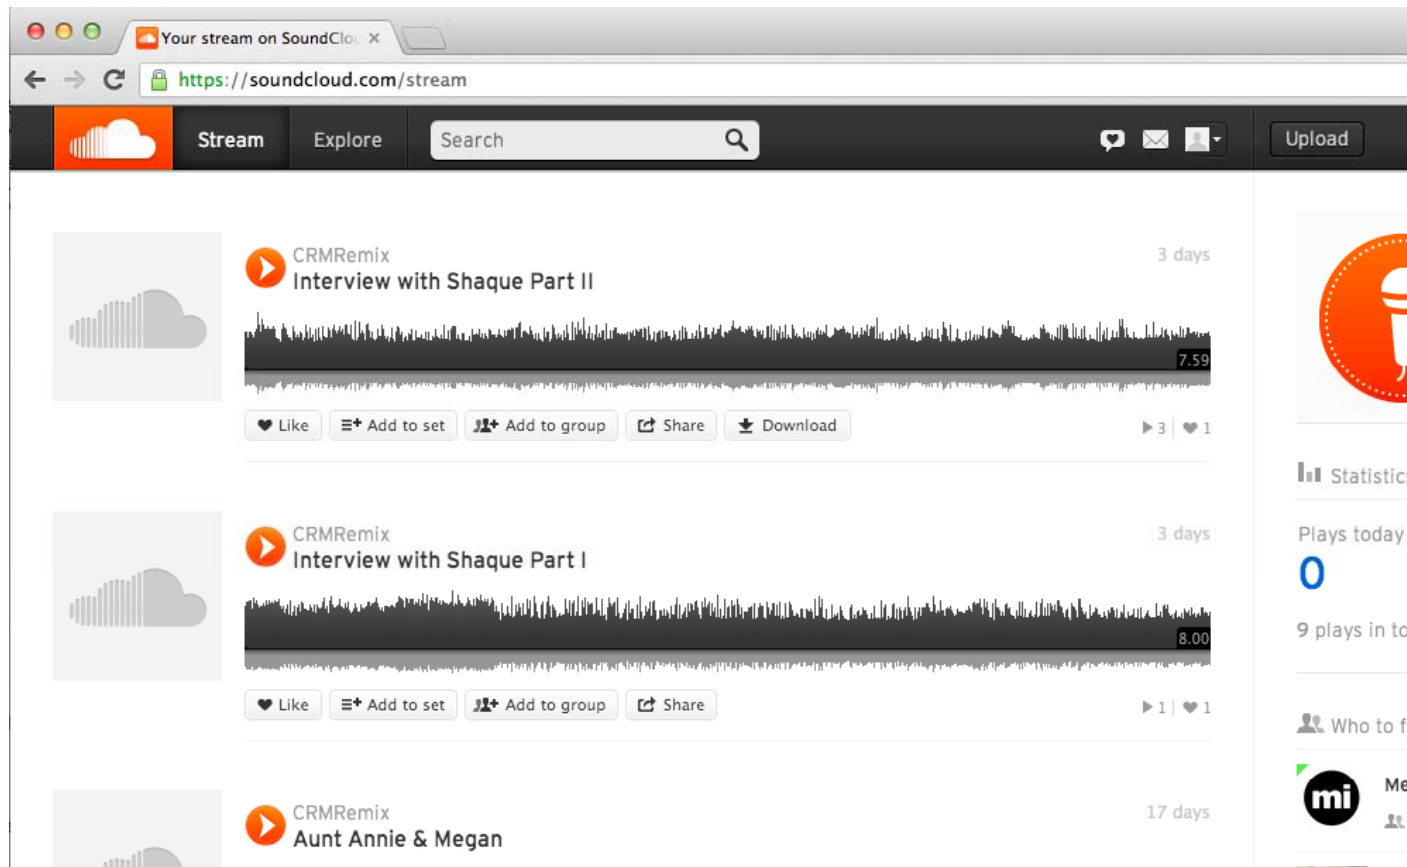 Your stream on SoundClou
https://soundcloud.com/stream
Stream Explore Search Upload
CRMRemix 3 days
Interview with Shaque Part II
7.59
Like Add to set Add to group Share Download 3 1
Statistics
CRMRemix 3 days
Interview with Shaque Part I
Plays today
0
8.00
9 plays in to
Like Add to set Add to group Share 1 1
Who to f
mi
Me
CRMRemix 17 days
Aunt Annie & Megan